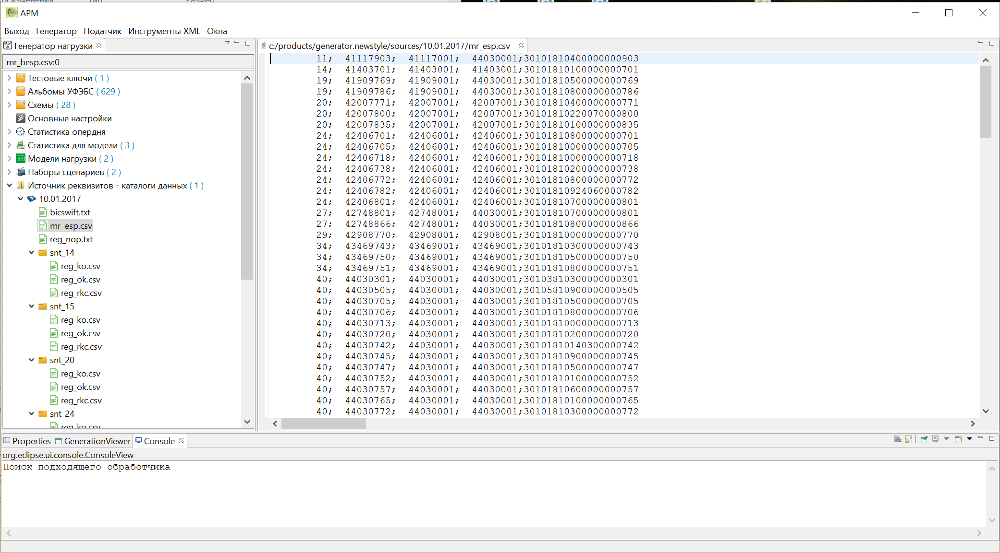 АРМ
Выход Генератор Податчик Инструменты XML Окна
Генератор нагрузки
mr_besp.csv:0
Тестовые ключи ( 1 )
Альбомы УФЭБС ( 629 )
Схемы ( 28 )
Основные настройки
Статистика опердня
Статистика для модели ( 3 )
Модели нагрузки ( 2 )
Наборы сценариев ( 2 )
Источник реквизитов - каталоги данных ( 1 )
10.01.2017
bicswift.txt
mr_esp.csv
reg_nop.txt
snt_14
reg_ko.csv
reg_ok.csv
reg_rkc.csv
snt_15
reg_ko.csv
reg_ok.csv
reg_rkc.csv
snt_20
reg_ko.csv
reg_ok.csv
reg_rkc.csv
snt_24
reg_ko.csv
c:/products/generator.newstyle/sources/10.01.2017/mr_esp.csv
11; 41117903; 41117001; 44030001;30101810400000000903
14; 41403701; 41403001; 41403001;30101810100000000701
19; 41909769; 41909001; 44030001;30101810500000000769
19; 41909786; 41909001; 44030001;30101810800000000786
20; 42007771; 42007001; 42007001;30101810400000000771
20; 42007800; 42007001; 42007001;30101810220070000800
20; 42007835; 42007001; 42007001;30101810100000000835
24; 42406701; 42406001; 42406001;30101810800000000701
24; 42406705; 42406001; 42406001;30101810000000000705
24; 42406718; 42406001; 42406001;30101810000000000718
24; 42406738; 42406001; 42406001;30101810200000000738
24; 42406772; 42406001; 42406001;30101810800000000772
24; 42406782; 42406001; 42406001;30101810924060000782
24; 42406801; 42406001; 42406001;30101810700000000801
27; 42748801; 42748001; 44030001;30101810700000000801
27; 42748866; 42748001; 44030001;30101810800000000866
29; 42908770; 42908001; 42908001;30101810000000000770
34; 43469743; 43469001; 43469001;30101810300000000743
34; 43469750; 43469001; 43469001;30101810500000000750
34; 43469751; 43469001; 43469001;30101810800000000751
40; 44030301; 44030001; 44030001;30103810300000000301
40; 44030505; 44030001; 44030001;30105810900000000505
40; 44030705; 44030001; 44030001;30101810500000000705
40; 44030706; 44030001; 44030001;30101810800000000706
40; 44030713; 44030001; 44030001;30101810000000000713
40; 44030720; 44030001; 44030001;30101810200000000720
40; 44030742; 44030001; 44030001;30101810140300000742
40; 44030745; 44030001; 44030001;30101810900000000745
40; 44030747; 44030001; 44030001;30101810500000000747
40; 44030752; 44030001; 44030001;30101810100000000752
40; 44030757; 44030001; 44030001;30101810600000000757
40; 44030765; 44030001; 44030001;30101810100000000765
40; 44030772; 44030001; 44030001;30101810300000000772
Properties GenerationViewer Console
org.eclipse.ui.console.ConsoleView
Поиск подходящего обработчика